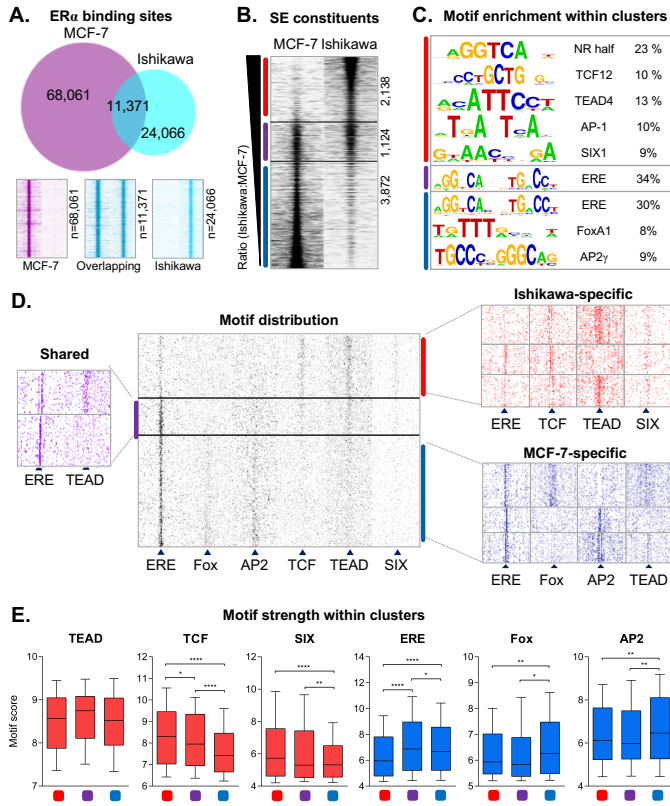 A.
ERα binding sites
MCF-7
Ishikawa
68,061
11,371
24,066
n=68,061
n=11,371
n=24,066
MCF-7
Overlapping
Ishikawa
B.
SE constituents
MCF-7 Ishikawa
2,138
1,124
3,872
Ratio (Ishikawa:MCF-7)
C.
Motif enrichment within clusters
NR half 23 %
TCF12 10 %
TEAD4 13 %
AP-1 10%
SIX1 9%
ERE 34%
ERE 30%
FoxA1 8%
AP2γ 9%
D.
Motif distribution
Shared
ERE TEAD
ERE Fox AP2 TCF TEAD SIX
Ishikawa-specific
ERE TCF TEAD SIX
MCF-7-specific
ERE Fox AP2 TEAD
E.
Motif strength within clusters
TEAD TCF SIX ERE Fox AP2
Motif score
10
9
8
7
12
11
10
9
8
7
6
****
*
****
12
10
8
6
4
****
**
14
12
10
8
6
4
****
****
*
10
9
8
7
6
5
**
*
10
9
8
7
6
5
4
**
**